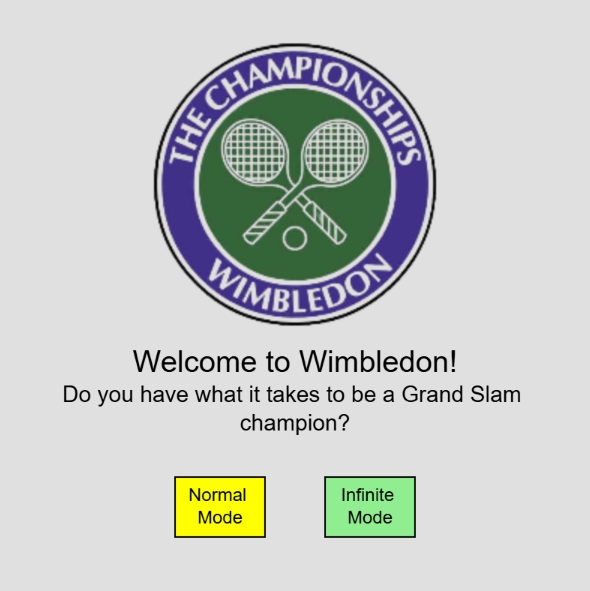 THE CHAMPIONSHIPS
WIMBLEDON
Welcome to Wimbledon!
Do you have what it takes to be a Grand Slam
champion?
Normal
Mode
Infinite
Mode